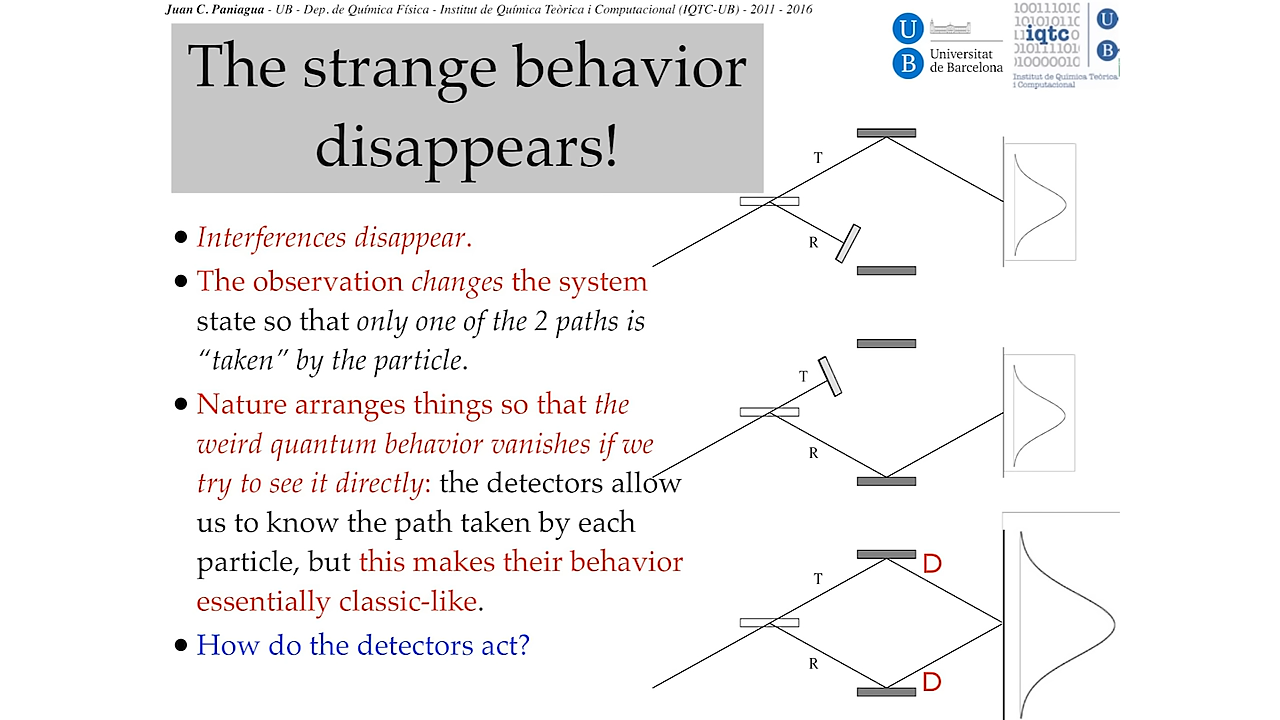 Juan C. Paniagua - UB - Dep. de Química Física - Institut de Química Teòrica i Computacional (IQTC-UB) - 2011 - 2016
The strange behavior
disappears!
U
B
Universitat
de Barcelona
iqtc
U
B
Institut de Química Teòrica
i Computacional
• Interferences disappear.
• The observation changes the system
state so that only one of the 2 paths is
“taken” by the particle.
• Nature arranges things so that the
weird quantum behavior vanishes if we
try to see it directly: the detectors allow
us to know the path taken by each
particle, but this makes their behavior
essentially classic-like.
• How do the detectors act?
T
R
T
R
T
D
R
D